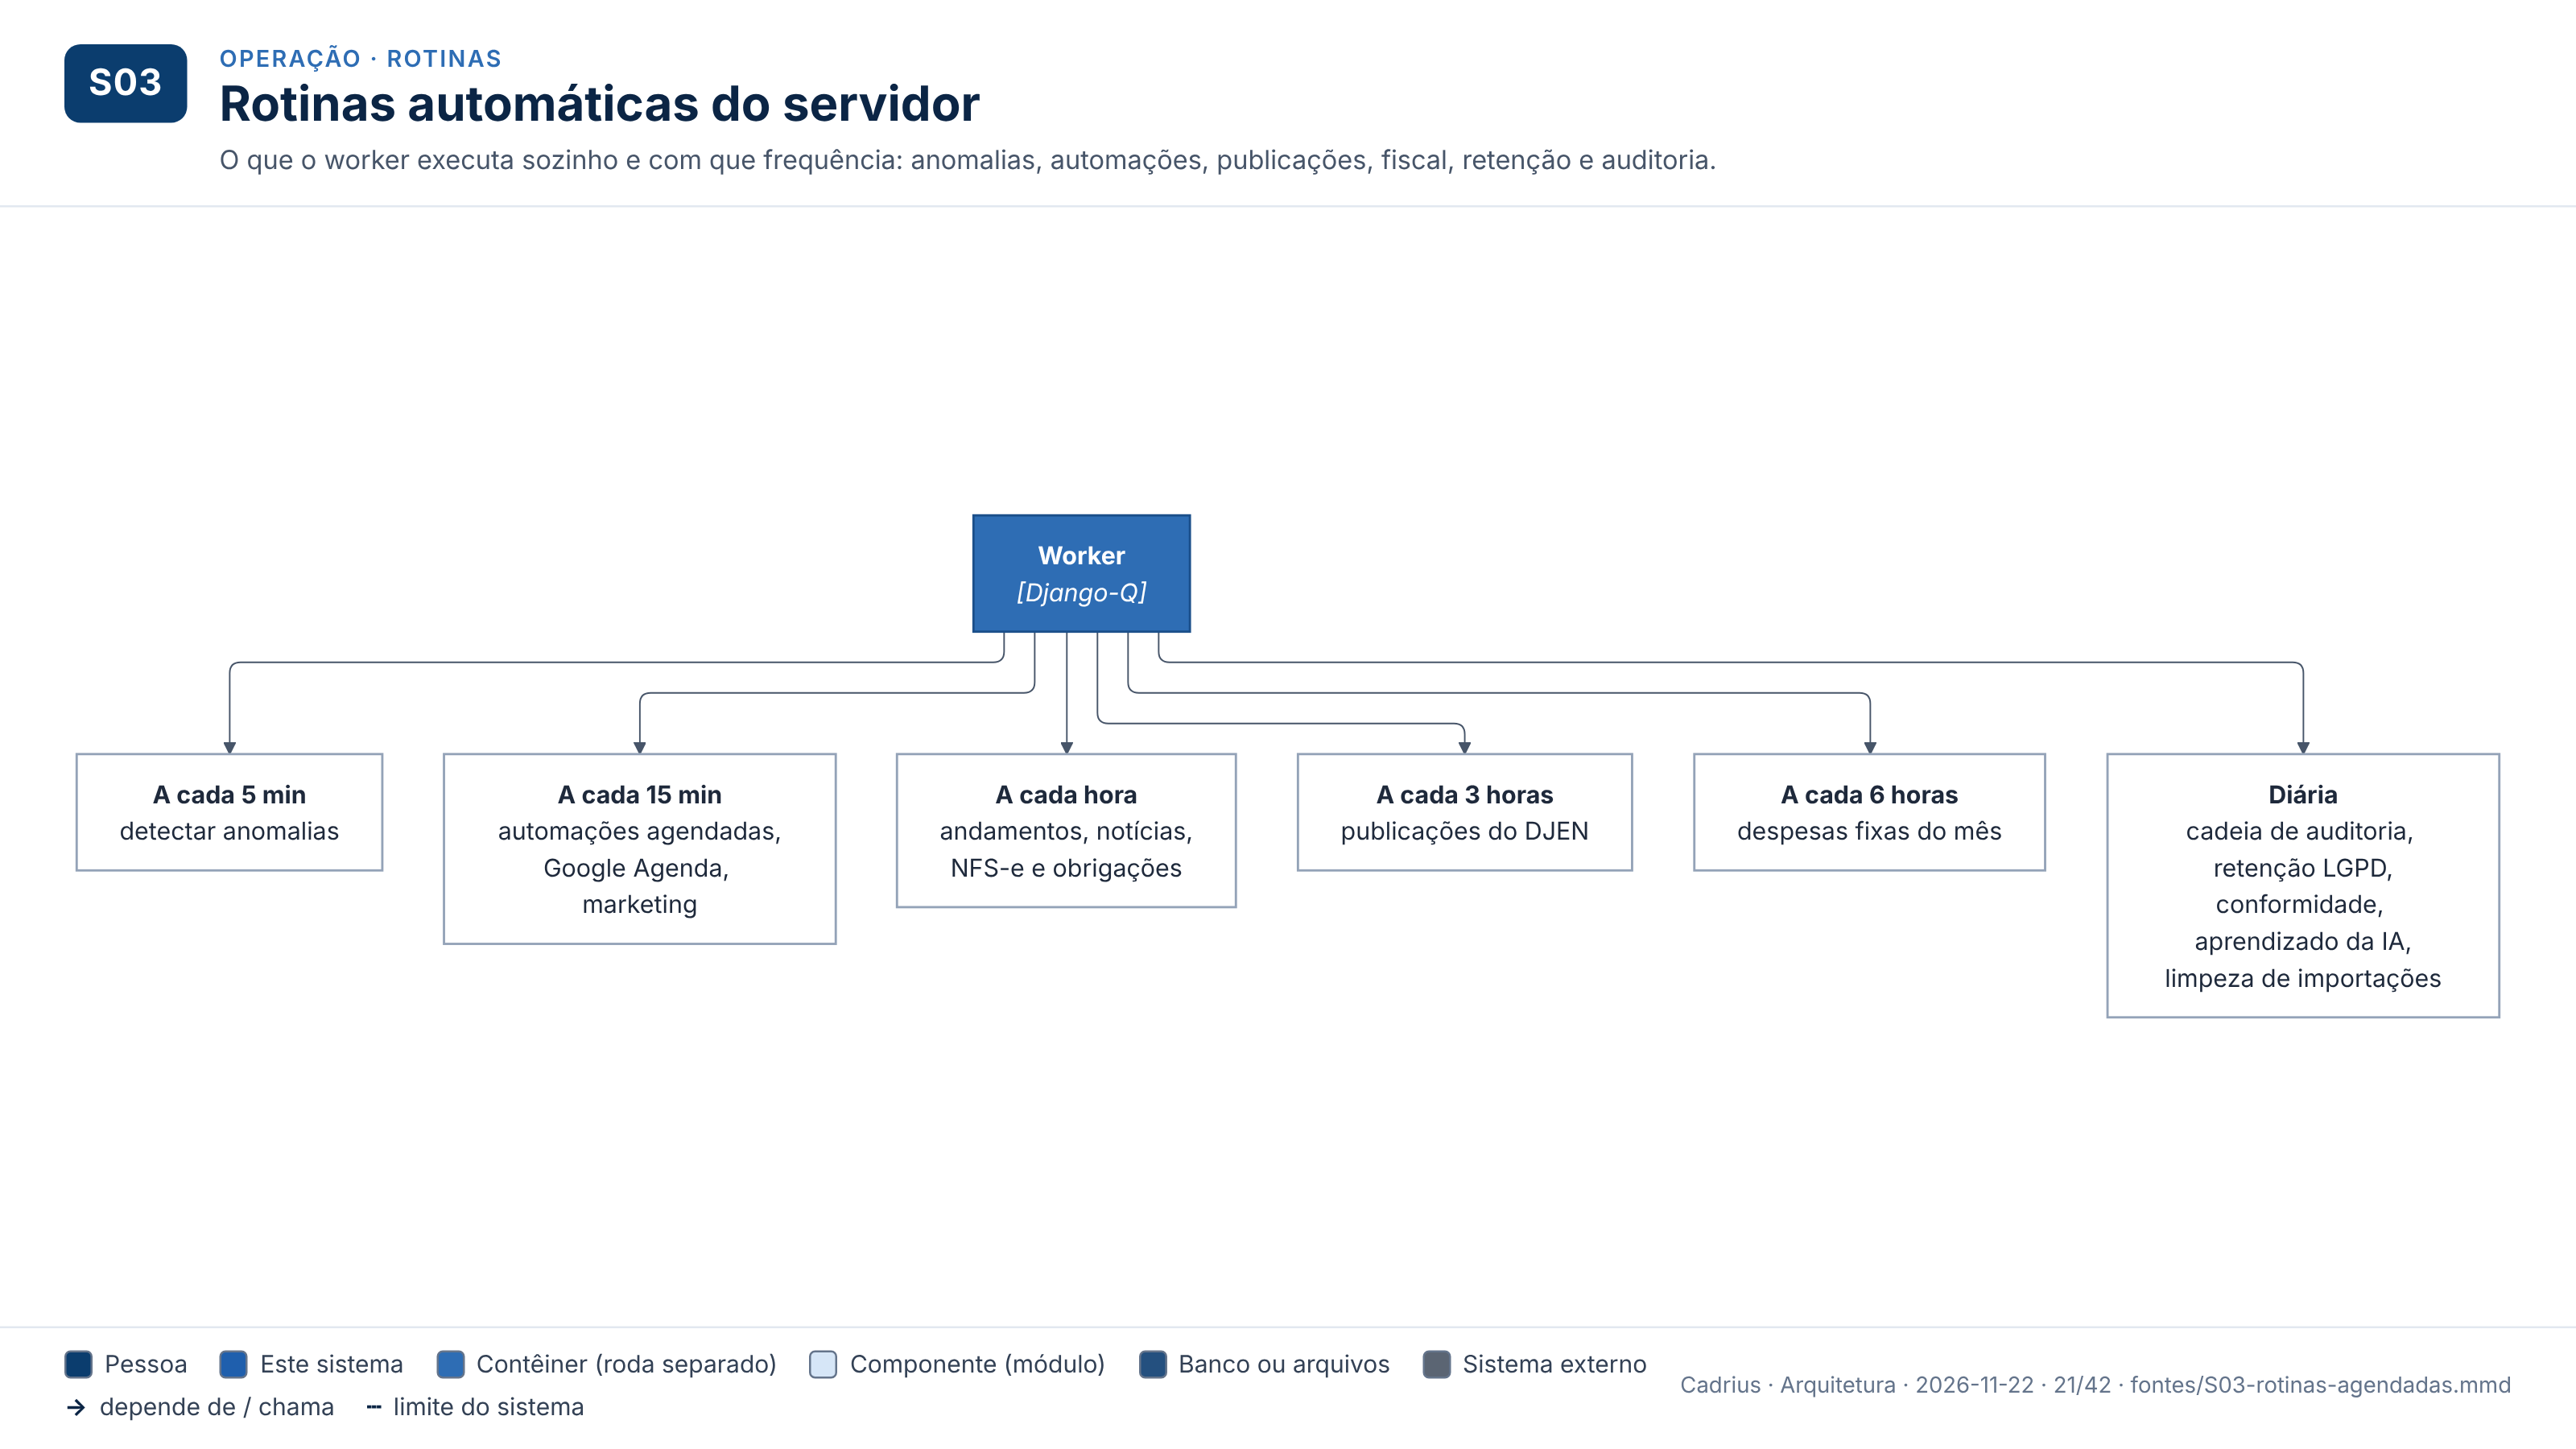 S03
OPERAÇÃO · ROTINAS
Rotinas automáticas do servidor
O que o worker executa sozinho e com que frequência: anomalias, automações, publicações, fiscal, retenção e auditoria.
Worker
[Django-Q]
A cada 5 min
detectar anomalias
A cada 15 min
automações agendadas,
Google Agenda,
marketing
A cada hora
andamentos, notícias,
NFS-e e obrigações
A cada 3 horas
publicações do DJEN
A cada 6 horas
despesas fixas do mês
Diária
cadeia de auditoria,
retenção LGPD,
conformidade,
aprendizado da IA,
limpeza de importações
Pessoa
Este sistema
Contêiner (roda separado)
Componente (módulo)
Banco ou arquivos
Sistema externo
→ depende de / chama
┄ limite do sistema
Cadrius · Arquitetura · 2026-11-22 · 21/42 · fontes/S03-rotinas-agendadas.mmd